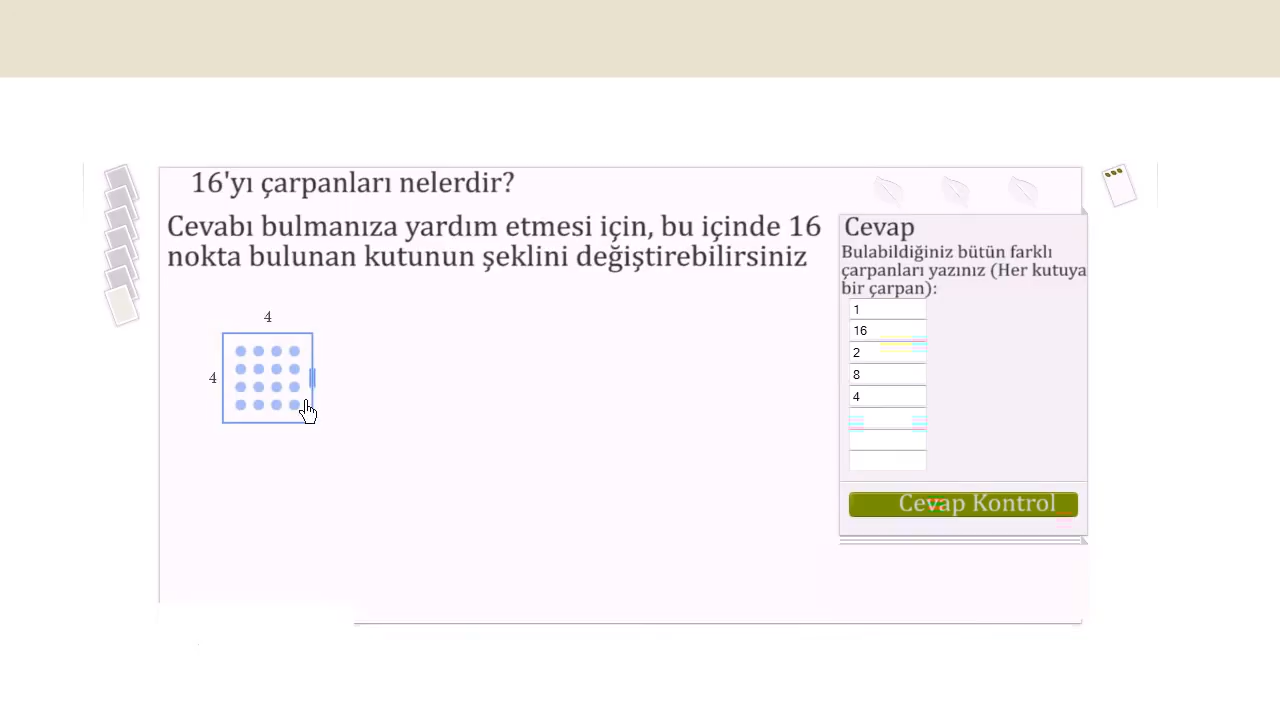 16'yı çarpanları nelerdir?
Cevabı bulmanıza yardım etmesi için, bu içinde 16
nokta bulunan kutunun şeklini değiştirebilirsiniz
4
4
Cevap
Bulabildiğiniz bütün farklı
çarpanları yazınız (Her kutuya
bir çarpan):
1
16
2
8
4
Cevap Kontrol